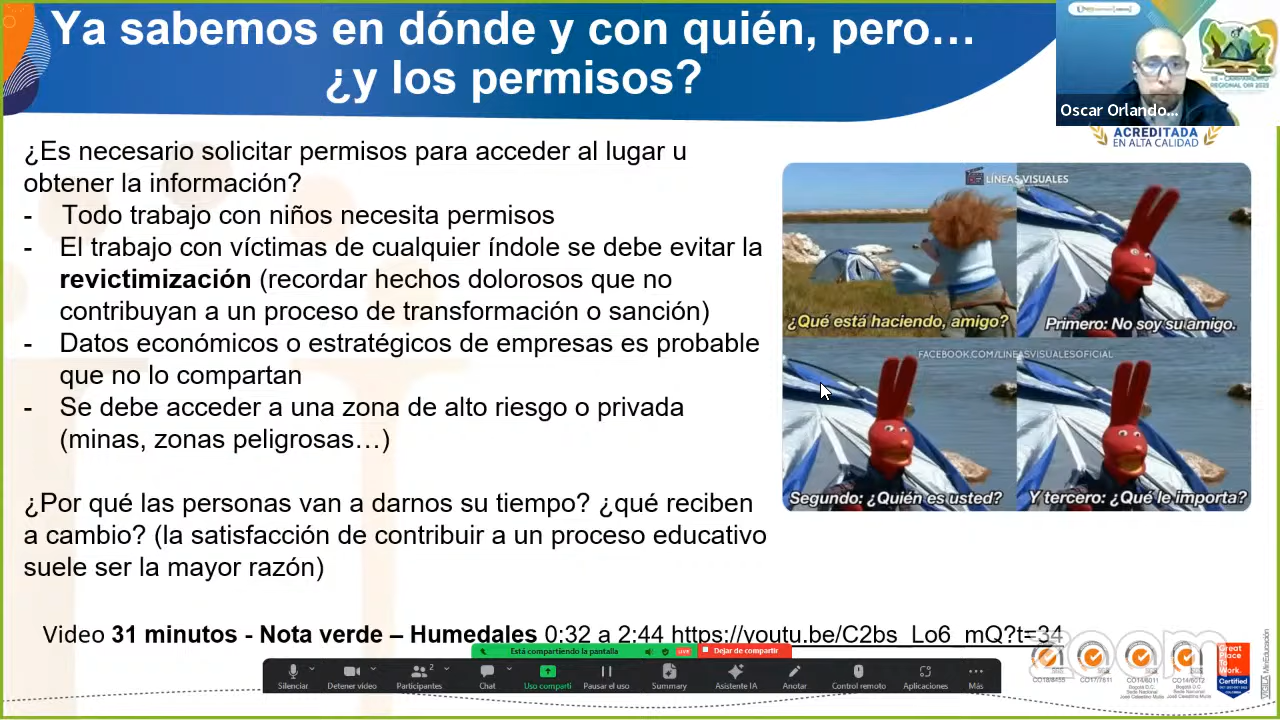 Ya sabemos en dónde y con quién, pero…
¿y los permisos?
Oscar Orlando...
REGIONAL OIR 2025
ACREDITADA
EN ALTA CALIDAD
¿Es necesario solicitar permisos para acceder al lugar u
obtener la información?
- Todo trabajo con niños necesita permisos
- El trabajo con víctimas de cualquier índole se debe evitar la
revictimización (recordar hechos dolorosos que no
contribuyan a un proceso de transformación o sanción)
- Datos económicos o estratégicos de empresas es probable
que no lo compartan
- Se debe acceder a una zona de alto riesgo o privada
(minas, zonas peligrosas…)
¿Por qué las personas van a darnos su tiempo? ¿qué reciben
a cambio? (la satisfacción de contribuir a un proceso educativo
suele ser la mayor razón)
LÍNEAS VISUALES
¿Qué está haciendo, amigo?
Primero: No soy su amigo.
FACEBOOK.COM/LINEASVISUALESOFICIAL
Segundo: ¿Quién es usted?
Y tercero: ¿Qué le importa?
Video 31 minutos - Nota verde – Humedales 0:32 a 2:44 https://youtu.be/C2bs_Lo6_mQ?t=34
Está compartiendo la pantalla
LIVE
Dejar de compartir
Silenciar
Detener video
Participantes
2
Chat
Uso comparti
Pausar el uso
Summary
Asistente IA
Anotar
Control remoto
Aplicaciones
Más
zoom
Great
Place
To
Work.
Certified
VIGILA MinEducación